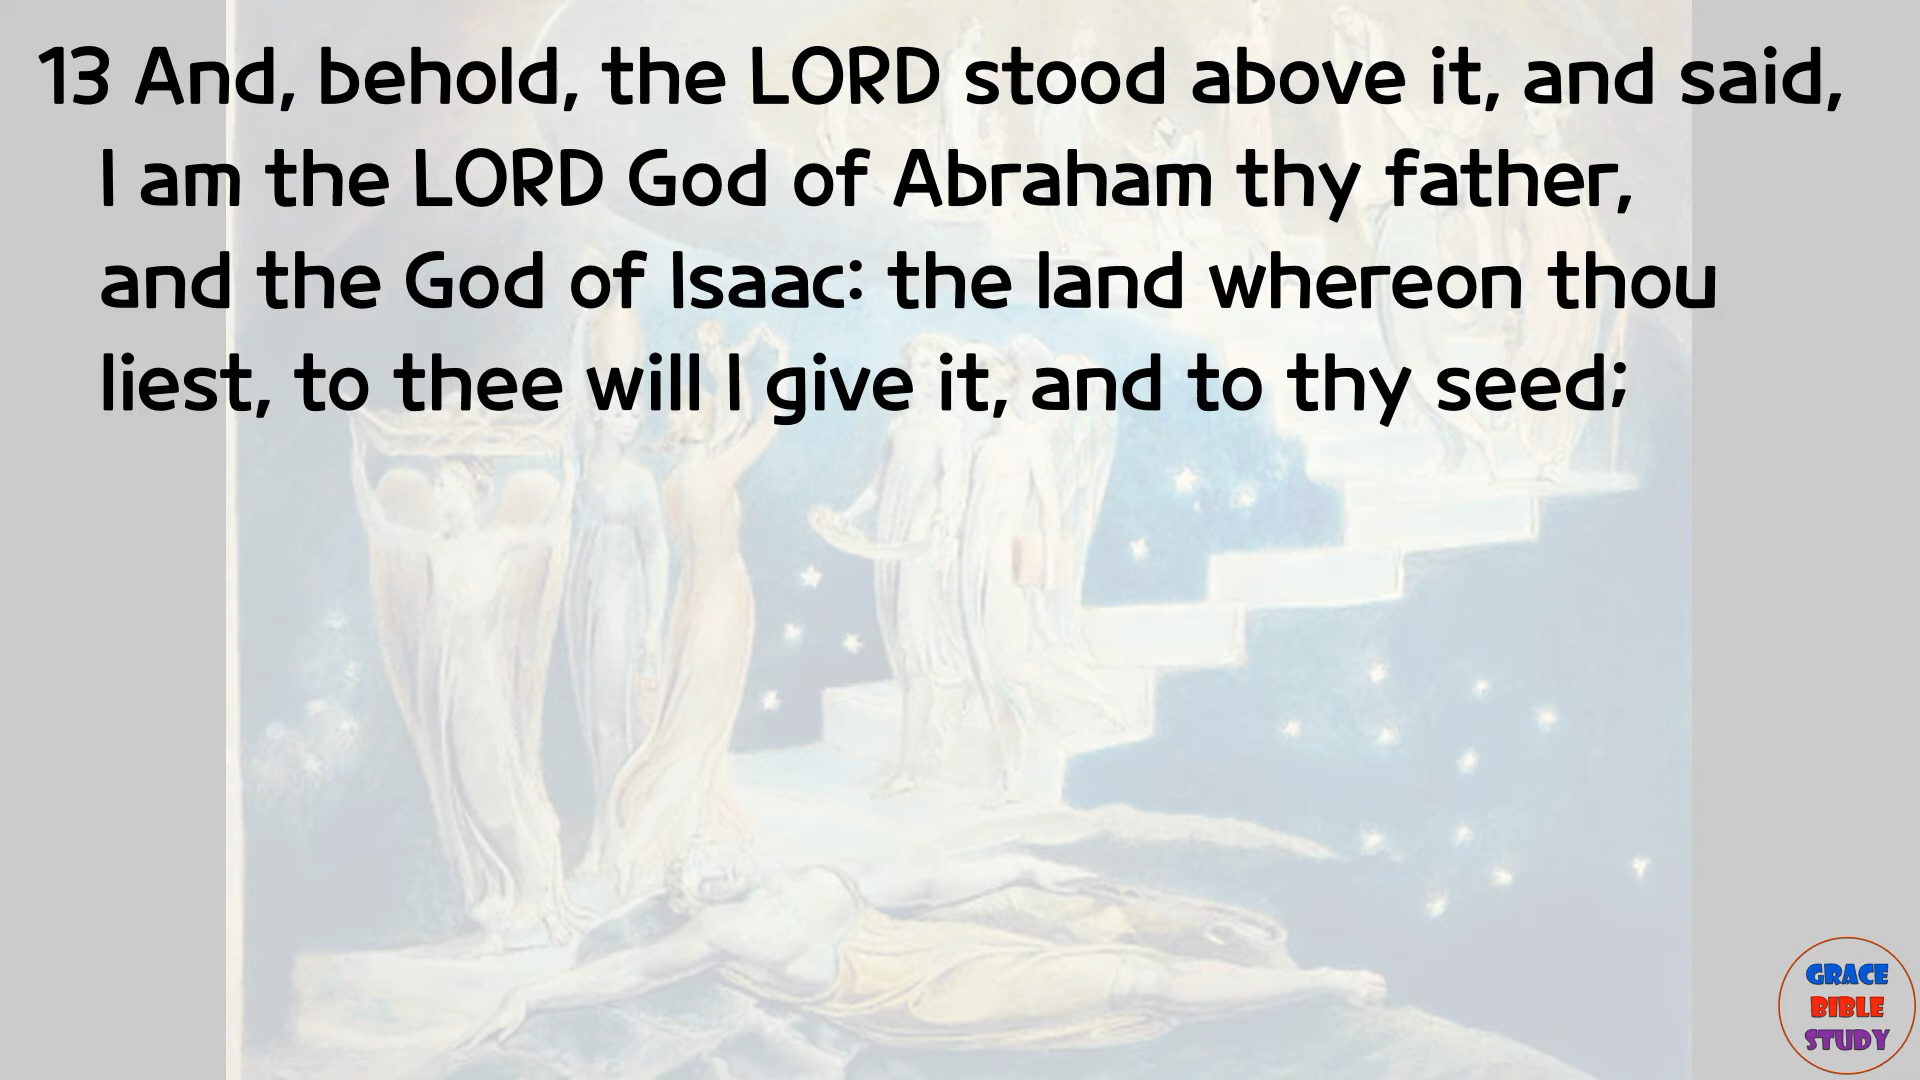 13 And, behold, the LORD stood above it, and said,
I am the LORD God of Abraham thy father,
and the God of Isaac: the land whereon thou
liest, to thee will I give it, and to thy seed;
GRACE
BIBLE
STUDY